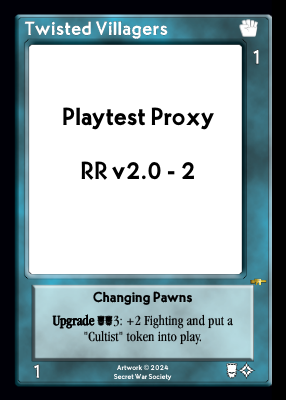 Twisted Villagers
1
Playtest Proxy
RR v2.0 - 2
Changing Pawns
Upgrade 3: +2 Fighting and put a
"Cultist" token into play.
1
Artwork © 2024
Secret War Society